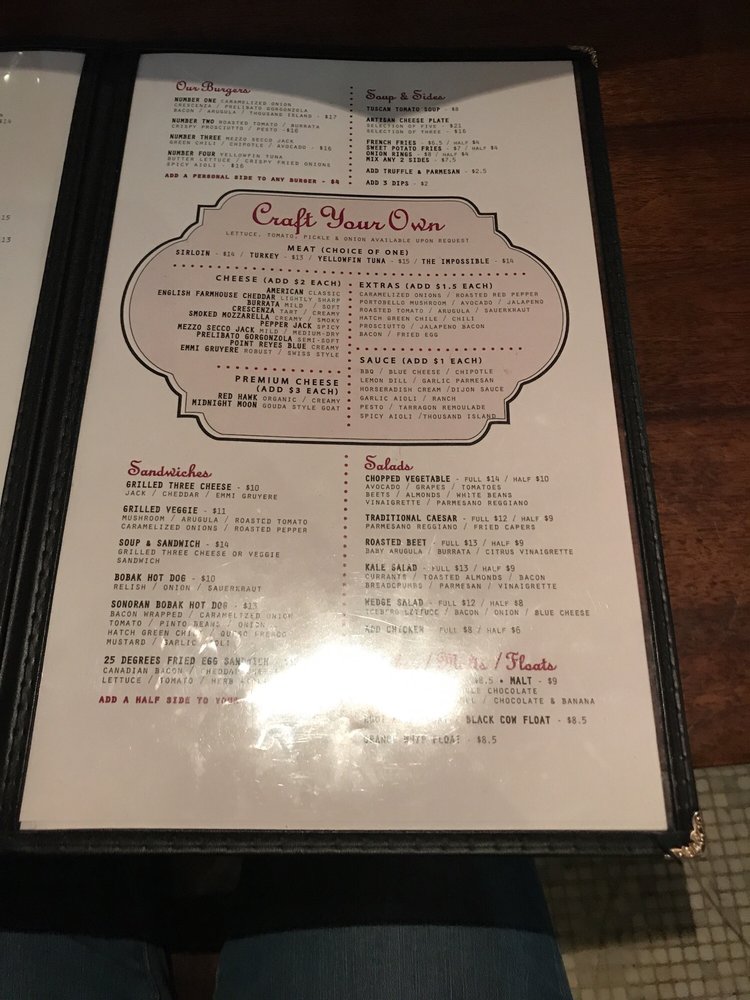 $14
15
13
Our Burgers
NUMBER ONE CARAMELIZED ONION
CRESCENZA / PRELIBATO GORGONZOLA
BACON / ARUGULA / THOUSAND ISLAND - $17
NUMBER TWO ROASTED TOMATO / BURRATA
CRISPY PROSCIUTTO / PESTO - $16
NUMBER THREE MEZZO SECCO JACK
GREEN CHILI / CHIPOTLE / AVOCADO - $16
NUMBER FOUR YELLOWFIN TUNA
BUTTER LETTUCE / CRISPY FRIED ONIONS
SPICY AIOLI - $16
ADD A PERSONAL SIDE TO ANY BURGER - $4
Soup & Sides
TUSCAN TOMATO SOUP - $8
ARTISAN CHEESE PLATE
SELECTION OF FIVE - $21
SELECTION OF THREE - $16
FRENCH FRIES - $6.5 / HALF $4
SWEET POTATO FRIES - $7 / HALF $4
ONION RINGS - $8 / HALF $4
MIX ANY 2 SIDES - $7.5
ADD TRUFFLE & PARMESAN - $2.5
ADD 3 DIPS - $2
Craft Your Own
LETTUCE, TOMATO, PICKLE & ONION AVAILABLE UPON REQUEST
MEAT (CHOICE OF ONE)
SIRLOIN - $14 / TURKEY - $13 / YELLOWFIN TUNA - $15 / THE IMPOSSIBLE - $14
CHEESE (ADD $2 EACH)
AMERICAN CLASSIC
ENGLISH FARMHOUSE CHEDDAR LIGHTLY SHARP
BURRATA MILD / SOFT
CRESCENZA TART / CREAMY
SMOKED MOZZARELLA CREAMY / SMOKY
PEPPER JACK SPICY
MEZZO SECCO JACK MILD / MEDIUM-DRY
PRELIBATO GORGONZOLA SEMI-SOFT
POINT REYES BLUE CREAMY
EMMI GRUYERE ROBUST / SWISS STYLE
PREMIUM CHEESE
(ADD $3 EACH)
RED HAWK ORGANIC / CREAMY
MIDNIGHT MOON GOUDA STYLE GOAT
EXTRAS (ADD $1.5 EACH)
CARAMELIZED ONIONS / ROASTED RED PEPPER
PORTOBELLO MUSHROOM / AVOCADO / JALAPENO
ROASTED TOMATO / ARUGULA / SAUERKRAUT
HATCH GREEN CHILE / CHILI
PROSCIUTTO / JALAPENO BACON
BACON / FRIED EGG
SAUCE (ADD $1 EACH)
BBQ / BLUE CHEESE / CHIPOTLE
LEMON DILL / GARLIC PARMESAN
HORSERADISH CREAM / DIJON SAUCE
GARLIC AIOLI / RANCH
PESTO / TARRAGON REMOULADE
SPICY AIOLI / THOUSAND ISLAND
Sandwiches
GRILLED THREE CHEESE - $10
JACK / CHEDDAR / EMMI GRUYERE
GRILLED VEGGIE - $11
MUSHROOM / ARUGULA / ROASTED TOMATO
CARAMELIZED ONIONS / ROASTED PEPPER
SOUP & SANDWICH - $14
GRILLED THREE CHEESE OR VEGGIE
SANDWICH
BOBAK HOT DOG - $10
RELISH / ONION / SAUERKRAUT
SONORAN BOBAK HOT DOG - $13
BACON WRAPPED / CARAMELIZED ONION
TOMATO / PINTO BEANS / ONION
HATCH GREEN CHILE / QUESO FRESCO
MUSTARD / GARLIC AIOLI
25 DEGREES FRIED EGG SANDWICH
CANADIAN BACON / CHEDDAR
LETTUCE / TOMATO / HERB
ADD A HALF SIDE TO YOUR
Salads
CHOPPED VEGETABLE - FULL $14 / HALF $10
AVOCADO / GRAPES / TOMATOES
BEETS / ALMONDS / WHITE BEANS
VINAIGRETTE / PARMESAN REGGIANO
TRADITIONAL CAESAR - FULL $12 / HALF $9
PARMESAN REGGIANO / FRIED CAPERS
ROASTED BEET - FULL $13 / HALF $9
BABY ARUGULA / BURRATA / CITRUS VINAIGRETTE
KALE SALAD - FULL $13 / HALF $9
CURRANTS / TOASTED ALMONDS / BACON
BREADCRUMBS / PARMESAN / VINAIGRETTE
WEDGE SALAD - FULL $12 / HALF $8
ICEBERG LETTUCE / BACON / ONION / BLUE CHEESE
ADD CHICKEN - FULL $8 / HALF $6
/ Malts / Floats
$8.5 • MALT - $9
CHOCOLATE
/ CHOCOLATE & BANANA
BLACK COW FLOAT - $8.5
ORANGE WHIP FLOAT - $8.5